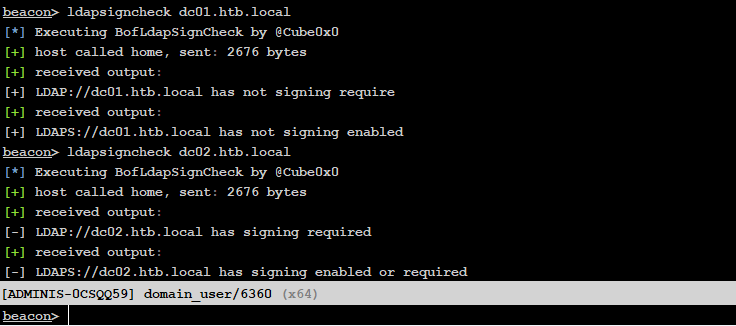 beacon> ldapsigncheck dc01.htb.local
[*] Executing BofLdapSignCheck by @Cube0x0
[+] host called home, sent: 2676 bytes
[+] received output:
[+] LDAP://dc01.htb.local has not signing require
[+] received output:
[+] LDAPS://dc01.htb.local has not signing enabled
beacon> ldapsigncheck dc02.htb.local
[*] Executing BofLdapSignCheck by @Cube0x0
[+] host called home, sent: 2676 bytes
[+] received output:
[-] LDAP://dc02.htb.local has signing required
[+] received output:
[-] LDAPS://dc02.htb.local has signing enabled or required
[ADMINIS-0CSQQ59] domain_user/6360 (x64)
beacon>